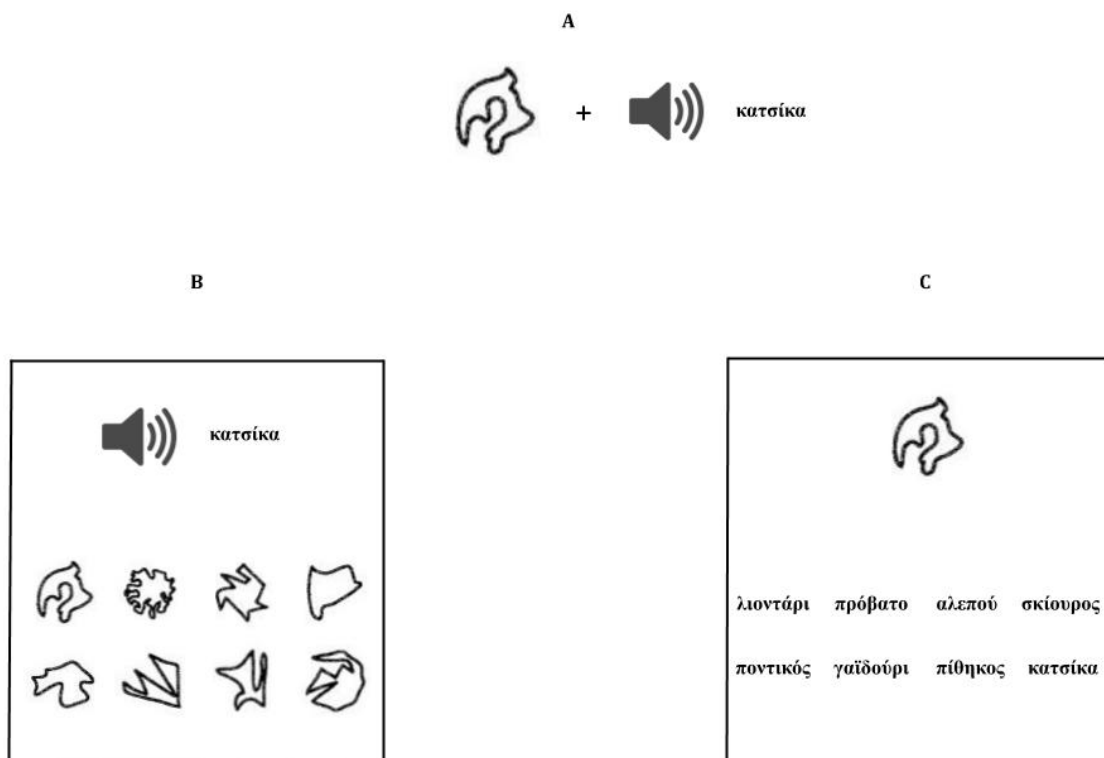 A
+ κατσίκα
B
C
κατσίκα
λιοντάρι πρόβατο αλεπού σκίουρος
ποντικός γαϊδούρι πίθηκος κατσίκα